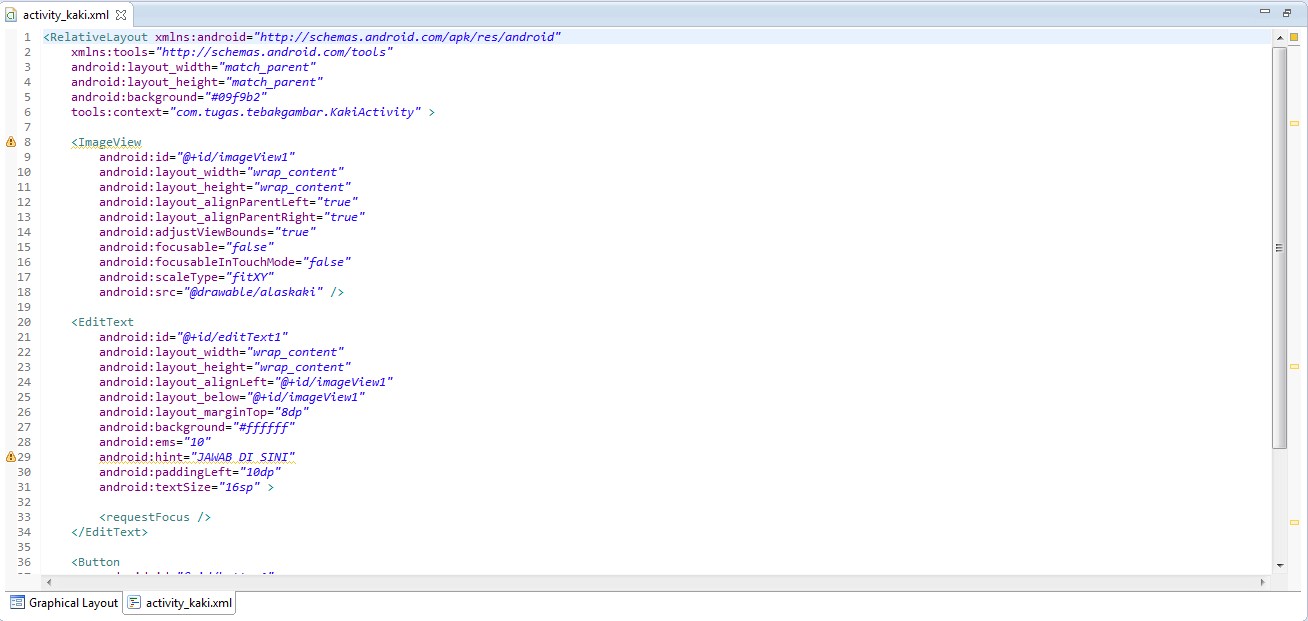 activity_kaki.xml
1 <RelativeLayout xmlns:android="http://schemas.android.com/apk/res/android"
2 xmlns:tools="http://schemas.android.com/tools"
3 android:layout_width="match_parent"
4 android:layout_height="match_parent"
5 android:background="#09f9b2"
6 tools:context="com.tugas.tebakgambar.KakiActivity" >
7
8 <ImageView
9 android:id="@+id/imageView1"
10 android:layout_width="wrap_content"
11 android:layout_height="wrap_content"
12 android:layout_alignParentLeft="true"
13 android:layout_alignParentRight="true"
14 android:adjustViewBounds="true"
15 android:focusable="false"
16 android:focusableInTouchMode="false"
17 android:scaleType="fitXY"
18 android:src="@drawable/alaskaki" />
19
20 <EditText
21 android:id="@+id/editText1"
22 android:layout_width="wrap_content"
23 android:layout_height="wrap_content"
24 android:layout_alignLeft="@+id/imageView1"
25 android:layout_below="@+id/imageView1"
26 android:layout_marginTop="8dp"
27 android:background="#ffffff"
28 android:ems="10"
29 android:hint="JAWAB DI SINI"
30 android:paddingLeft="10dp"
31 android:textSize="16sp" >
32
33 <requestFocus />
34 </EditText>
35
36 <Button
Graphical Layout activity_kaki.xml